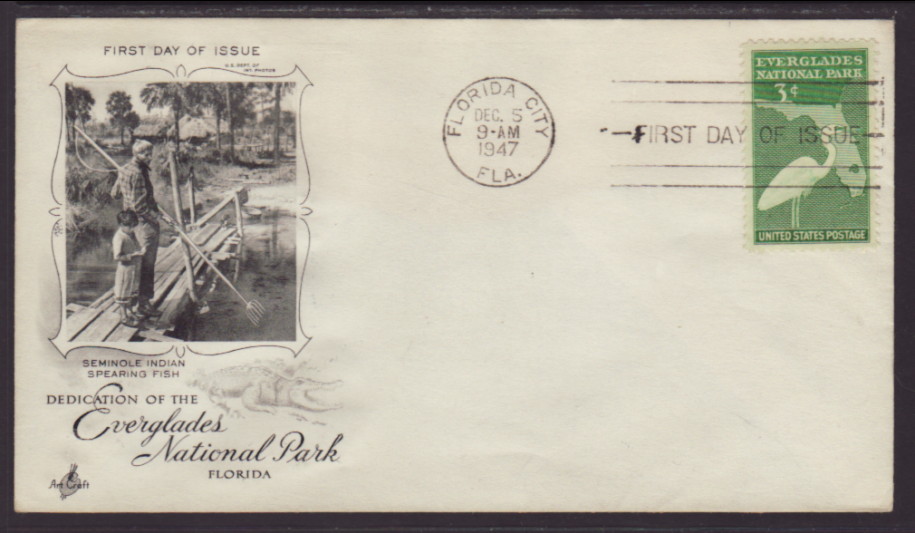 FIRST DAY OF ISSUE
U.S. DEPT. OF
INT. PHOTOS
SEMINOLE INDIAN
SPEARING FISH
DEDICATION OF THE
Everglades
National Park
FLORIDA
Art Craft
FLORIDA CITY
DEC. 5
9-AM
1947
FLA.
FIRST DAY OF ISSUE
EVERGLADES
NATIONAL PARK
3¢
UNITED STATES POSTAGE